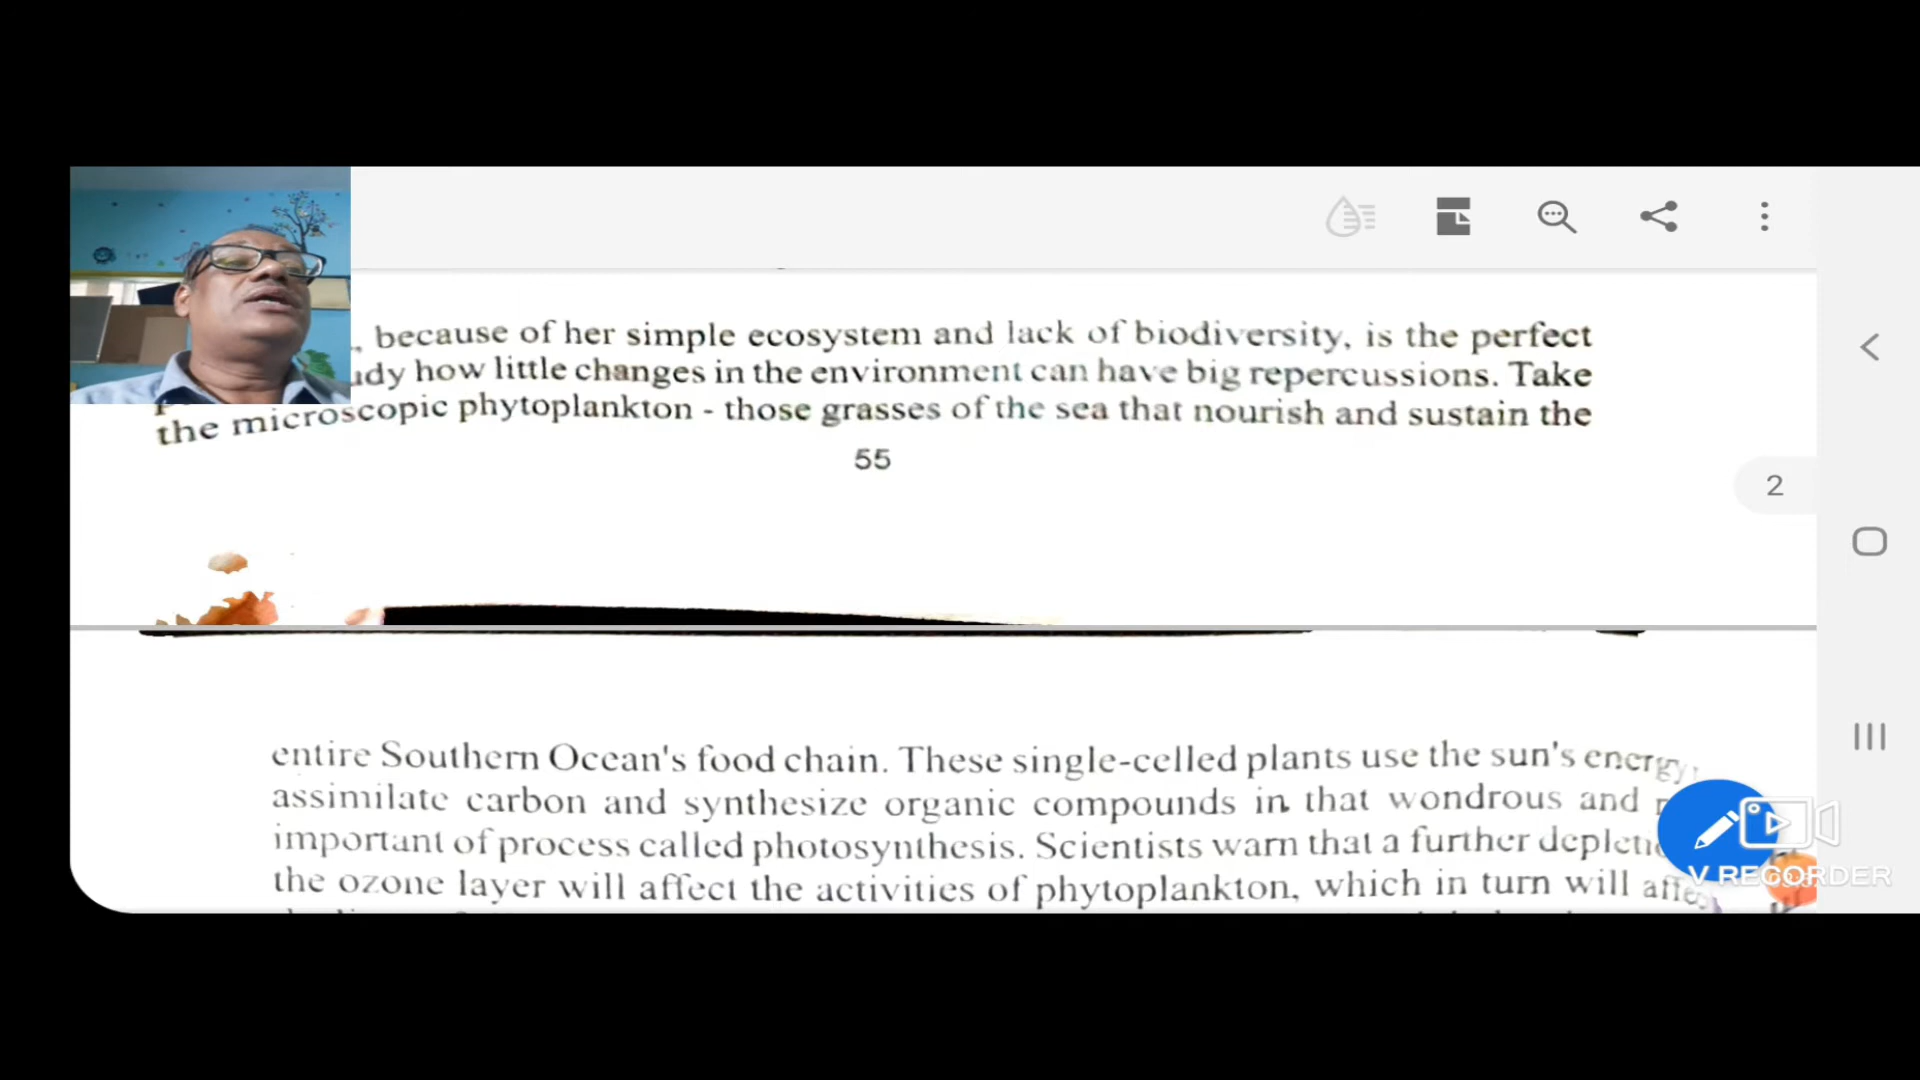 because of her simple ecosystem and lack of biodiversity, is the perfect
how little changes in the environment can have big repercussions. Take
the microscopic phytoplankton - those grasses of the sea that nourish and sustain the
55
2
entire Southern Ocean's food chain. These single-celled plants use the sun's energy
assimilate carbon and synthesize organic compounds in that wondrous and
important of process called photosynthesis. Scientists warn that a further
the ozone layer will affect the activities of phytoplankton, which in turn will
V RECORDER